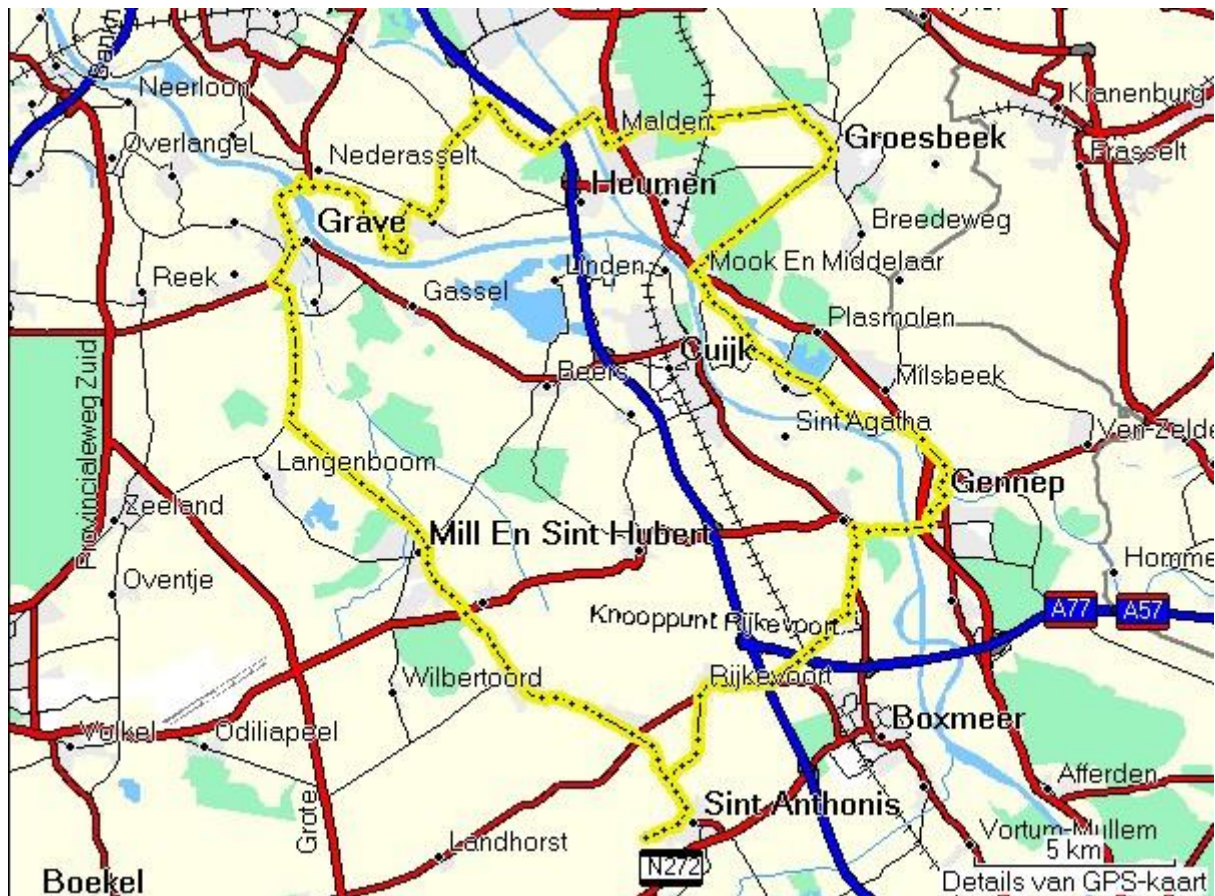 Neerloon
Kranenburg
Overlangel
Malden
Groesbeek
Frasselt
Nederasselt
Heumen
Grave
Breedeweg
Reek
Linden
Mook En Middelaar
Gassel
Plasmolen
Provincialeweg Zuid
Cuijk
Beers
Milsbeek
Sint Agatha
Ven-Zelde
Langenboom
Gennep
Zeeland
Mill En Sint Hubert
Oventje
Homme
Knooppunt Rijkevoort
A77
A57
Wilbertoord
Rijkevoort
Volkel
Odiliapeel
Boxmeer
Afferden
Grote
Sint Anthonis
Landhorst
Vortum-Mullem
N272
5 km
Boekel
Details van GPS-kaart